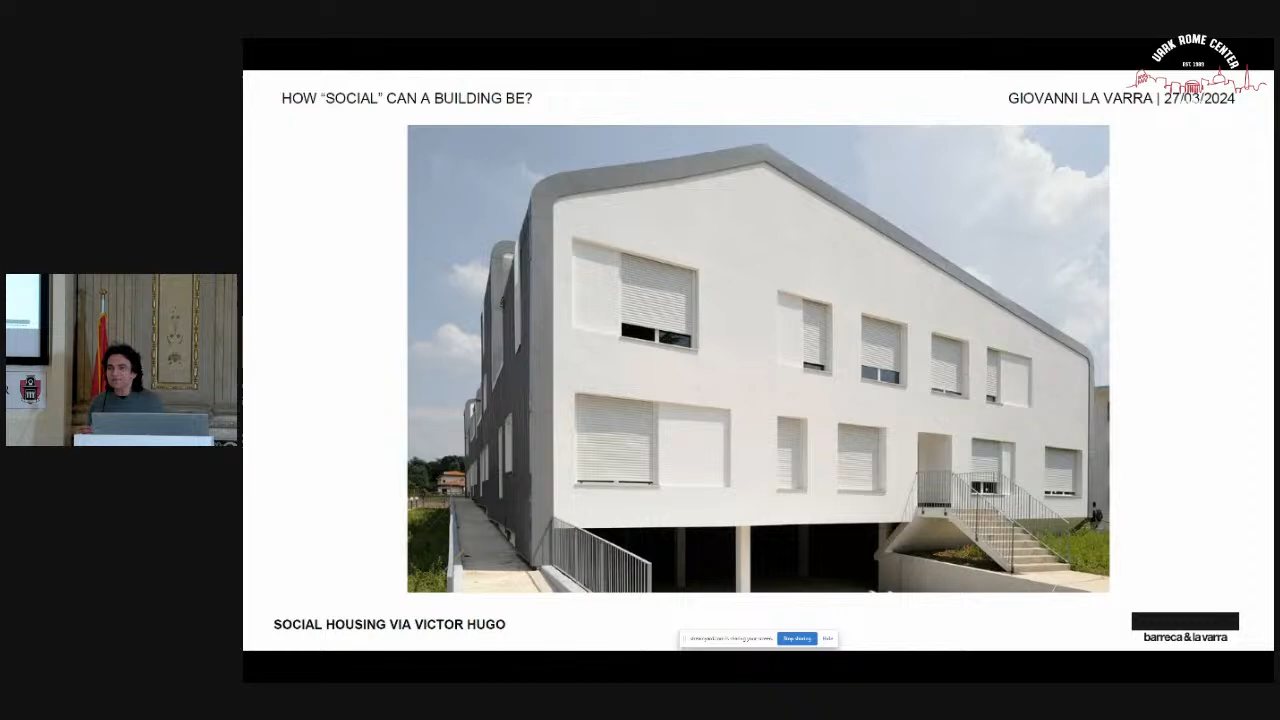 UARK ROME CENTER
EST. 1989
HOW “SOCIAL” CAN A BUILDING BE?
GIOVANNI LA VARRA | 27/03/2024
SOCIAL HOUSING VIA VICTOR HUGO
Stop sharing
Hide
barreca & la varra